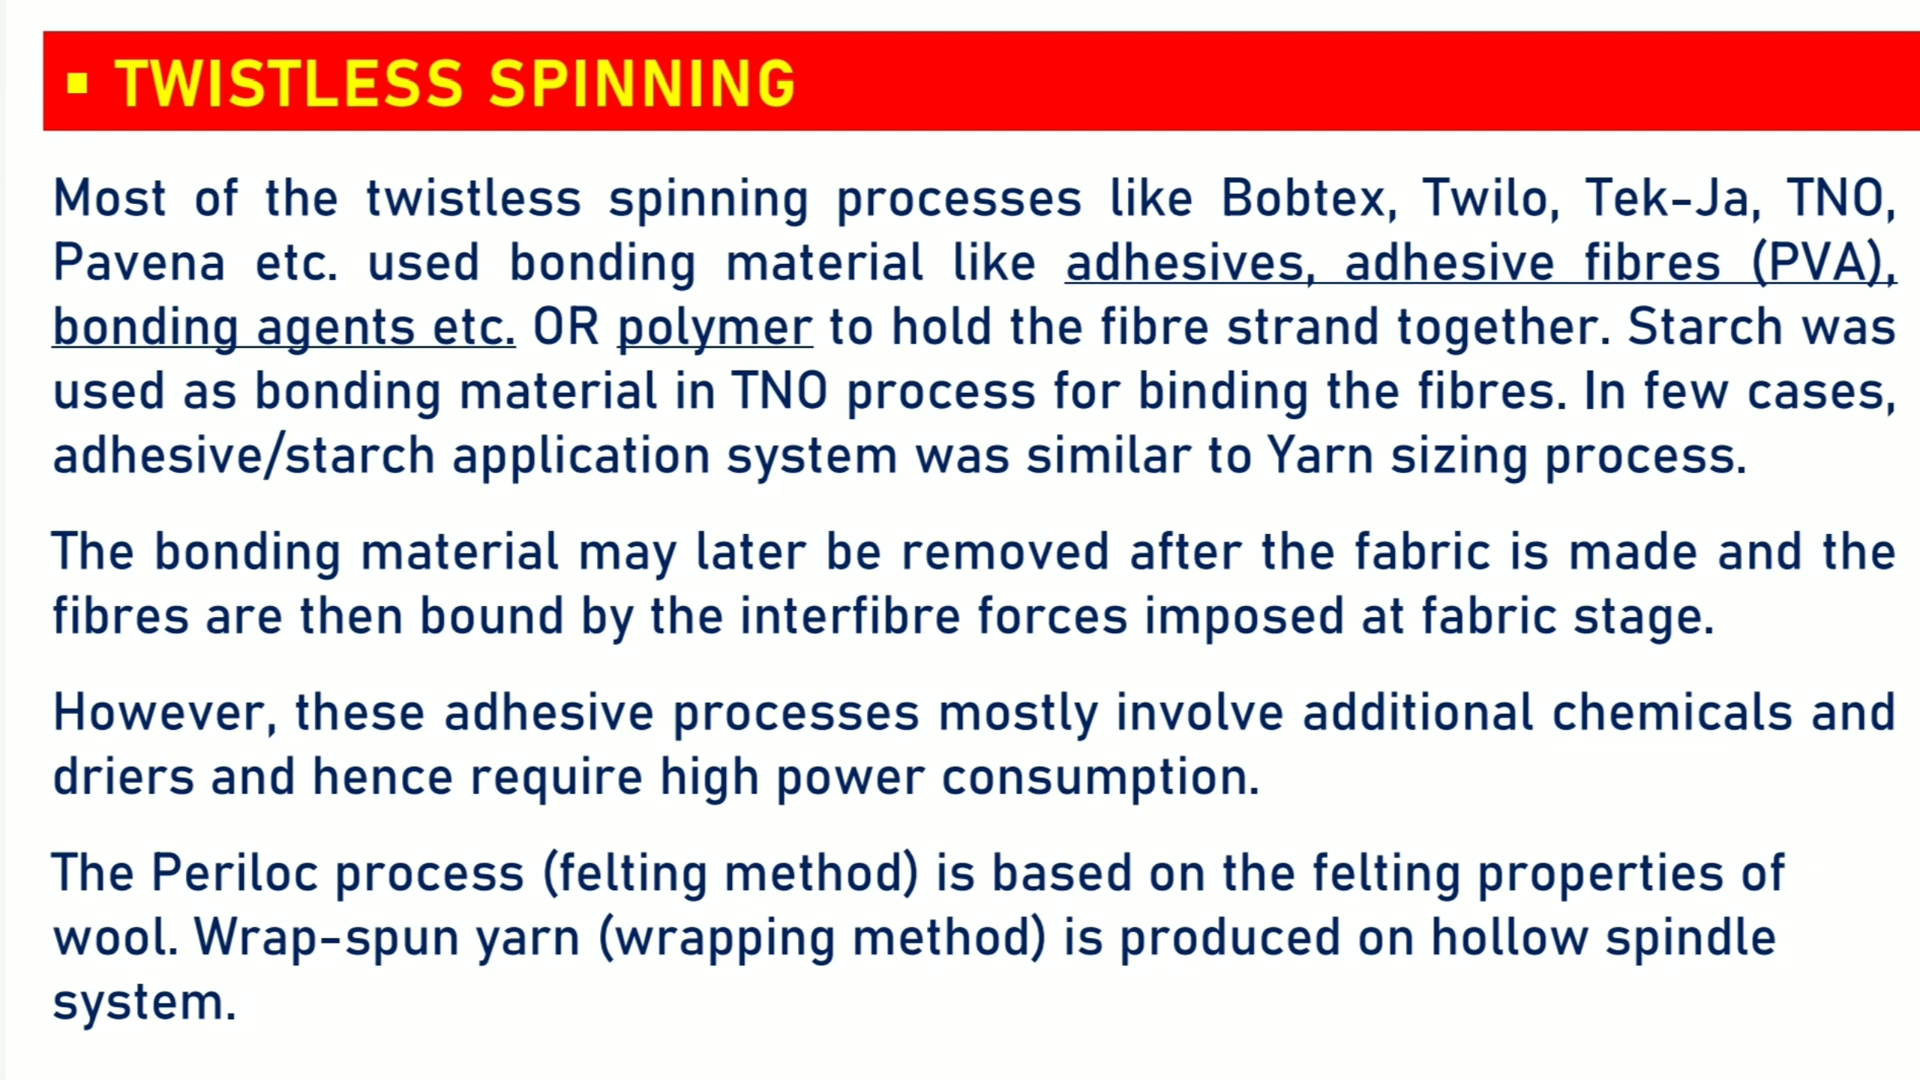 ▪ TWISTLESS SPINNING
Most of the twistless spinning processes like Bobtex, Twilo, Tek-Ja, TNO,
Pavena etc. used bonding material like adhesives, adhesive fibres (PVA),
bonding agents etc. OR polymer to hold the fibre strand together. Starch was
used as bonding material in TNO process for binding the fibres. In few cases,
adhesive/starch application system was similar to Yarn sizing process.
The bonding material may later be removed after the fabric is made and the
fibres are then bound by the interfibre forces imposed at fabric stage.
However, these adhesive processes mostly involve additional chemicals and
driers and hence require high power consumption.
The Periloc process (felting method) is based on the felting properties of
wool. Wrap-spun yarn (wrapping method) is produced on hollow spindle
system.